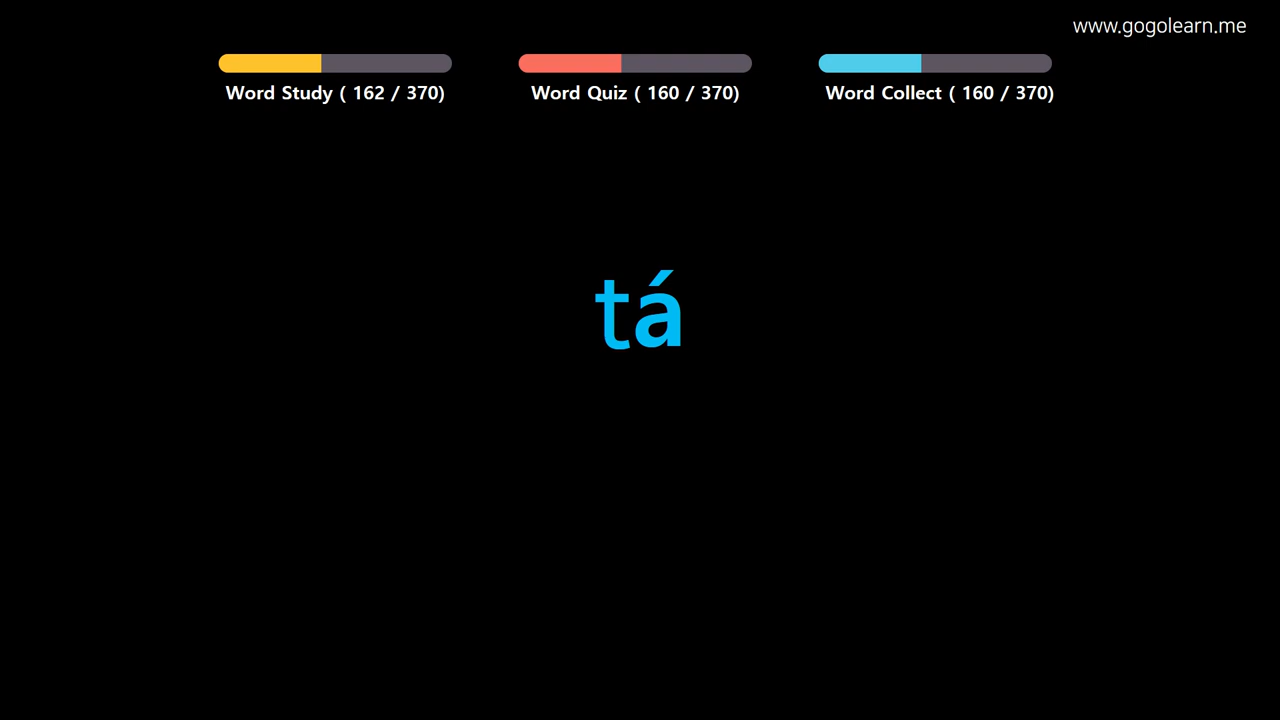 www.gogolearn.me
Word Study ( 162 / 370)
Word Quiz ( 160 / 370)
Word Collect ( 160 / 370)
tá